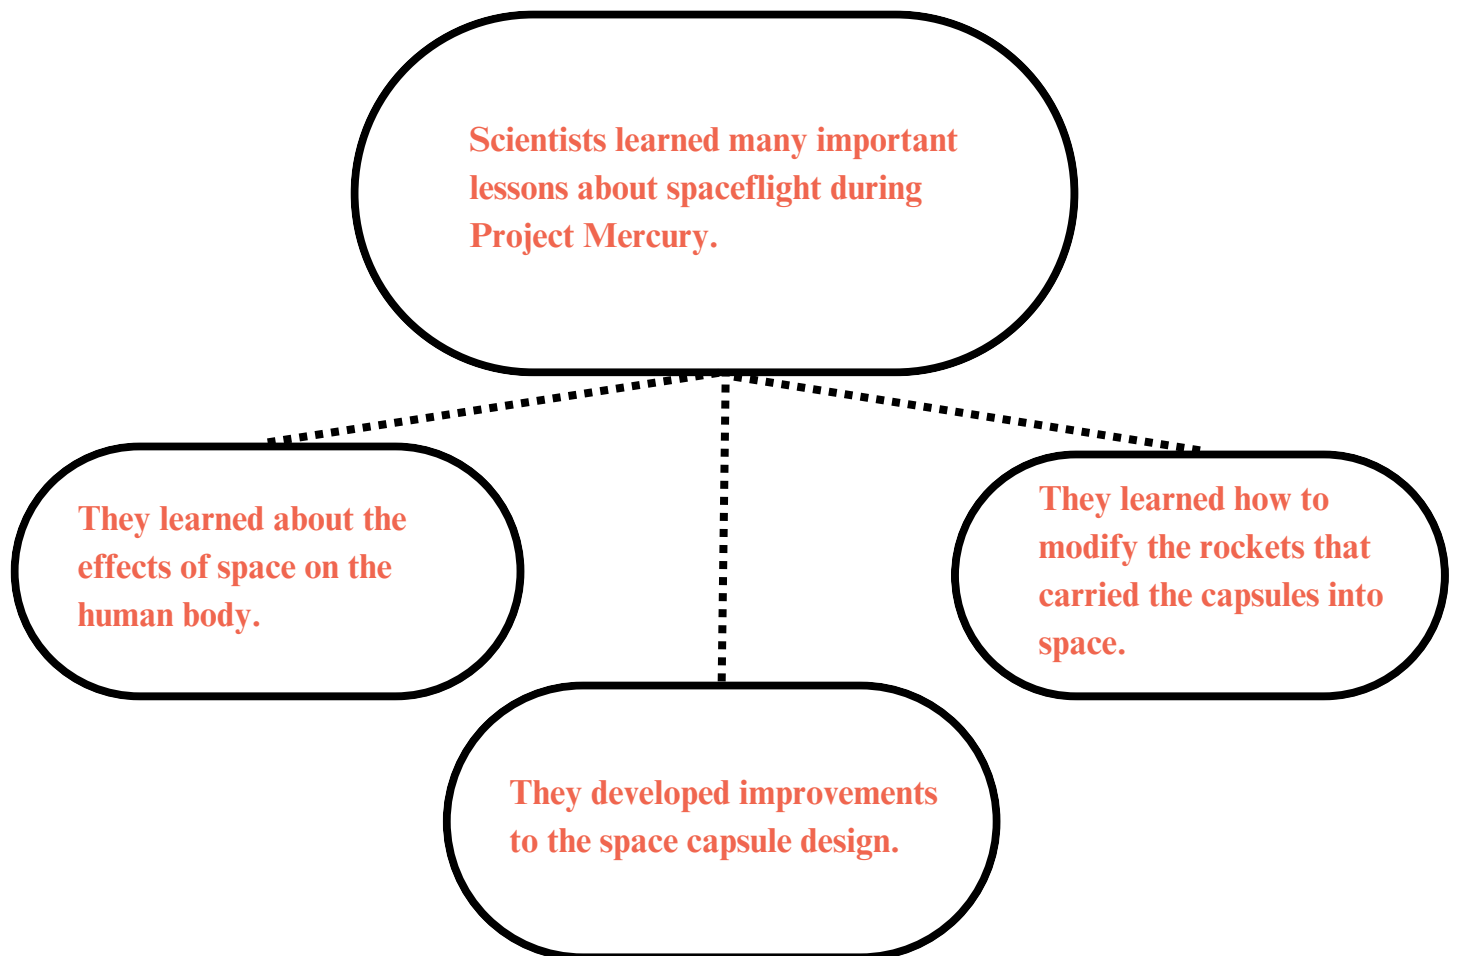 Scientists learned many important
lessons about spaceflight during
Project Mercury.
They learned about the
effects of space on the
human body.
They developed improvements
to the space capsule design.
They learned how to
modify the rockets that
carried the capsules into
space.